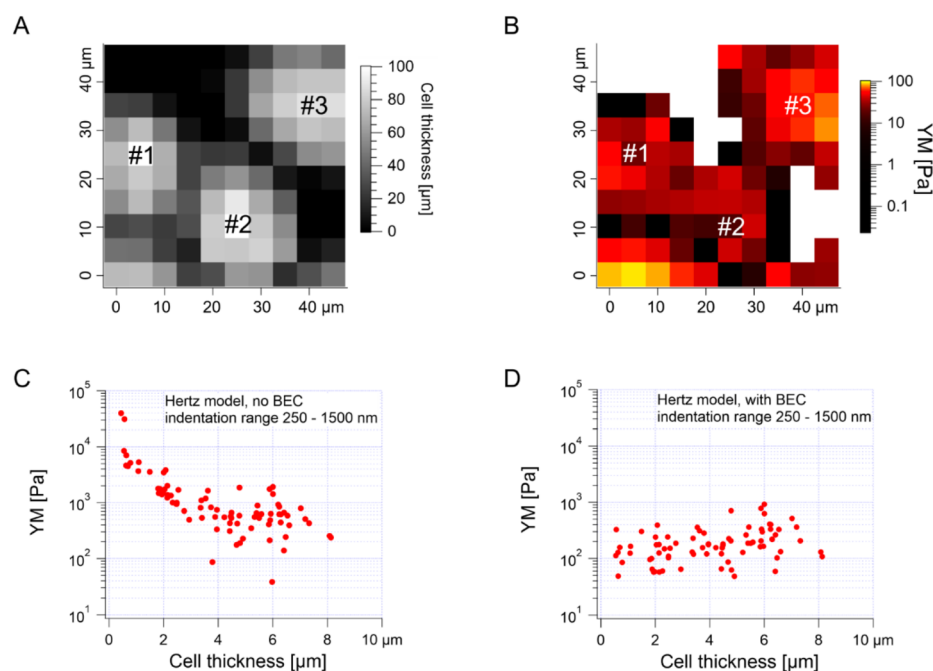 A
40 µm
30
20
10
0
0
20
40 µm
#1
#2
#3
100
80
60
40
20
0
Cell thickness [µm]
B
40 µm
30
20
10
0
0
20
40 µm
#1
#2
#3
100
10
1
0.1
YM [Pa]
C
Hertz model, no BEC
indentation range 250 - 1500 nm
10⁵
10⁴
10³
10²
10¹
YM [Pa]
0
2
4
6
8
10 µm
Cell thickness [µm]
D
Hertz model, with BEC
indentation range 250 - 1500 nm
10⁵
10⁴
10³
10²
10¹
YM [Pa]
0
2
4
6
8
10 µm
Cell thickness [µm]